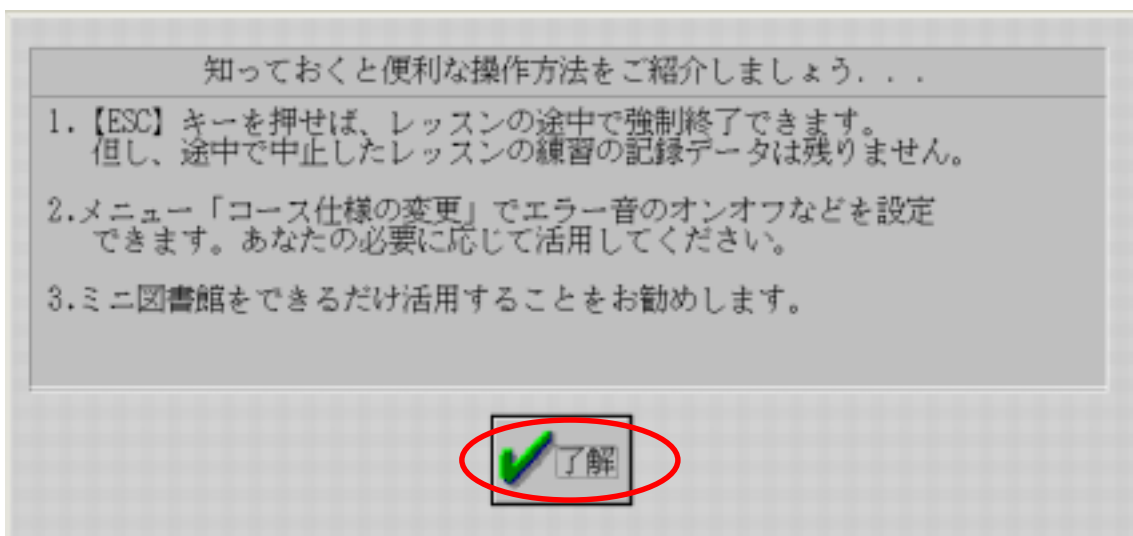 知っておくと便利な操作方法をご紹介しましょう...
1.【ESC】キーを押せば、レッスンの途中で強制終了できます。
但し、途中で中止したレッスンの練習の記録データは残りません。
2.メニュー「コース仕様の変更」でエラー音のオンオフなどを設定
できます。あなたの必要に応じて活用してください。
3.ミニ図書館をできるだけ活用することをお勧めします。
了解